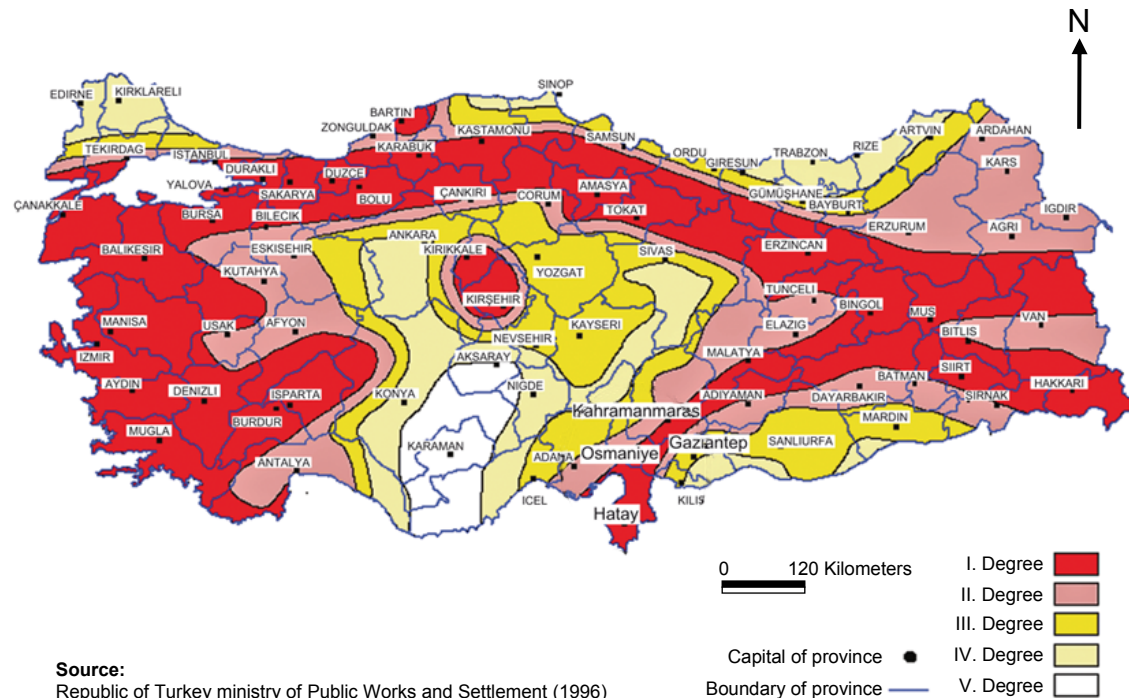 N
SINOP
EDIRNE
KIRKLARELI
BARTIN
ZONGULDAK
KASTAMONU
SAMSUN
ARTVIN
ARDAHAN
TEKIRDAG
ISTANBUL
KARABUK
ORDU
TRABZON
RIZE
KARS
DURAKLI
DUZCE
GIRESUN
YALOVA
SAKARYA
ÇANKIRI
AMASYA
GÜMÜŞHANE
ÇANAKKALE
BURSA
BILECIK
BOLU
CORUM
TOKAT
BAYBURT
IGDIR
ERZURUM
AGRI
ANKARA
BALIKESIR
ESKISEHIR
KIRIKKALE
SIVAS
ERZINCAN
KUTAHYA
YOZGAT
TUNCELI
KIRŞEHIR
BINGOL
MUŞ
VAN
MANISA
USAK
AFYON
KAYSERI
ELAZIG
BITLIS
IZMIR
NEVSEHIR
AKSARAY
MALATYA
SIIRT
AYDIN
DENIZLI
ISPARTA
KONYA
NIGDE
ADIYAMAN
BATMAN
HAKKARI
DAYARBAKIR
SIRNAK
BURDUR
Kahramanmaras
MARDIN
MUGLA
KARAMAN
Gaziantep
SANLIURFA
ANTALYA
ADANA
Osmaniye
ICEL
KILIS
Hatay
0 120 Kilometers
I. Degree
II. Degree
III. Degree
Capital of province
IV. Degree
Boundary of province
V. Degree
Source:
Republic of Turkey ministry of Public Works and Settlement (1996)